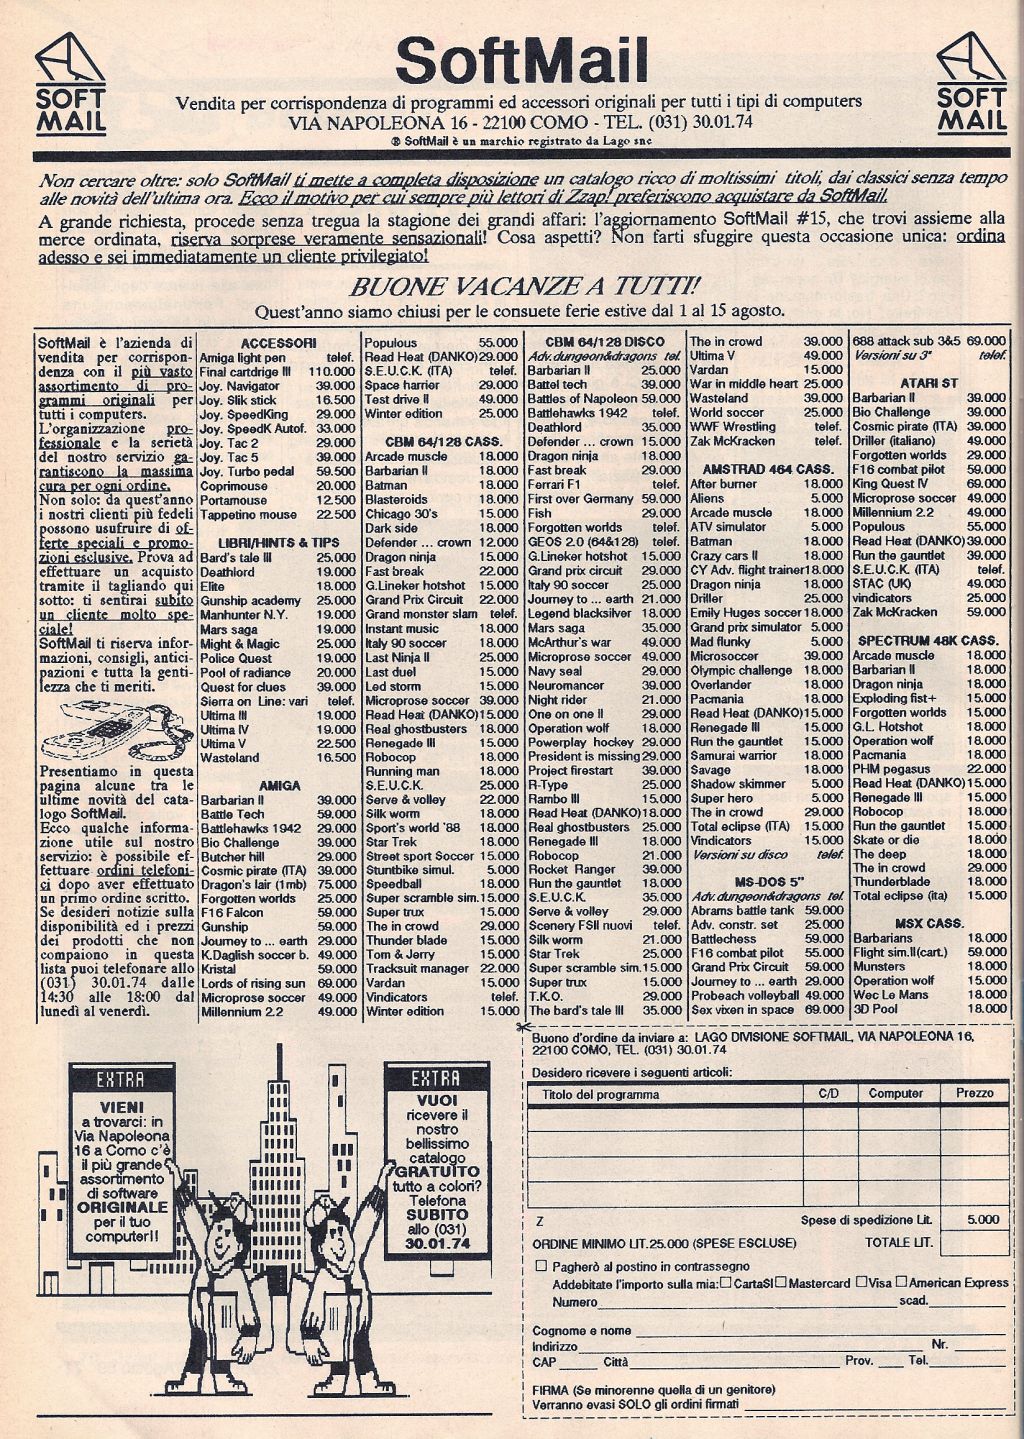 SOFT
MAIL
SoftMail
SOFT
MAIL
Vendita per corrispondenza di programmi ed accessori originali per tutti i tipi di computers
VIA NAPOLEONA 16 - 22100 COMO - TEL. (031) 30.01.74
® SoftMail è un marchio registrato da Lago snc
Non cercare oltre: solo SoftMail ti mette a completa disposizione un catalogo ricco di moltissimi titoli, dai classici senza tempo
alle novità dell'ultima ora. Ecco il motivo per cui sempre più lettori di Zzap! preferiscono acquistare da SoftMail.
A grande richiesta, procede senza tregua la stagione dei grandi affari: l'aggiornamento SoftMail #15, che trovi assieme alla
merce ordinata, riserva sorprese veramente sensazionali! Cosa aspetti? Non farti sfuggire questa occasione unica: ordina
adesso e sei immediatamente un cliente privilegiato!
BUONE VACANZE A TUTTI!
Quest'anno siamo chiusi per le consuete ferie estive dal 1 al 15 agosto.
SoftMail è l'azienda di
vendita per corrispon-
denza con il più vasto
assortimento di pro-
grammi originali per
tutti i computers.
L'organizzazione pro-
fessionale e la serietà
del nostro servizio ga-
rantiscono la massima
cura per ogni ordine.
Non solo: da quest'anno
i nostri clienti più fedeli
possono usufruire di of-
ferte speciali e promo-
zioni esclusive. Prova ad
effettuare un acquisto
tramite il tagliando qui
sotto: ti sentirai subito
un cliente molto spe-
ciale!
SoftMail ti riserva infor-
mazioni, consigli, antici-
pazioni e tutta la genti-
lezza che ti meriti.
Presentiamo in questa
pagina alcune tra le
ultime novità del cata-
logo SoftMail.
Ecco qualche informa-
zione utile sul nostro
servizio: è possibile ef-
fettuare ordini telefoni-
ci dopo aver effettuato
un primo ordine scritto.
Se desideri notizie sulla
disponibilità ed i prezzi
dei prodotti che non
compaiono in questa
lista puoi telefonare allo
(031) 30.01.74 dalle
14:30 alle 18:00 dal
lunedì al venerdì.
ACCESSORI
Amiga light pen telef.
Final cartdrige III 110.000
Joy. Navigator 39.000
Joy. Slik stick 16.500
Joy. SpeedKing 29.000
Joy. SpeedK Autof. 33.000
Joy. Tac 2 29.000
Joy. Tac 5 39.000
Joy. Turbo pedal 59.500
Coprimouse 20.000
Portamouse 12.500
Tappetino mouse 22.500
LIBRI/HINTS & TIPS
Bard's tale III 25.000
Deathlord 19.000
Elite 18.000
Gunship academy 25.000
Manhunter N.Y. 19.000
Mars saga 19.000
Might & Magic 25.000
Police Quest 19.000
Pool of radiance 20.000
Quest for clues 39.000
Sierra on Line: vari telef.
Ultima III 19.000
Ultima IV 19.000
Ultima V 22.500
Wasteland 16.500
AMIGA
Barbarian II 39.000
Battle Tech 59.000
Battlehawks 1942 29.000
Bio Challenge 39.000
Butcher hill 29.000
Cosmic pirate (ITA) 39.000
Dragon's lair (1mb) 75.000
Forgotten worlds 25.000
F16 Falcon 59.000
Gunship 59.000
Journey to ... earth 29.000
K.Daglish soccer b. 49.000
Kristal 59.000
Lords of rising sun 69.000
Microprose soccer 49.000
Millennium 2.2 49.000
Populous 55.000
Read Heat (DANKO) 29.000
S.E.U.C.K. (ITA) telef.
Space harrier 29.000
Test drive II 49.000
Winter edition 25.000
CBM 64/128 CASS.
Arcade muscle 18.000
Barbarian II 18.000
Batman 18.000
Blasteroids 18.000
Chicago 30's 15.000
Dark side 18.000
Defender ... crown 12.000
Dragon ninja 15.000
Fast break 22.000
G.Lineker hotshot 15.000
Grand Prix Circuit 22.000
Grand monster slam telef.
Instant music 18.000
Italy 90 soccer 18.000
Last Ninja II 25.000
Last duel 15.000
Led storm 15.000
Microprose soccer 39.000
Read Heat (DANKO) 15.000
Real ghostbusters 18.000
Renegade III 15.000
Robocop 18.000
Running man 18.000
S.E.U.C.K. 25.000
Serve & volley 22.000
Silk worm 18.000
Sport's world '88 18.000
Star Trek 18.000
Street sport Soccer 15.000
Stuntbike simul. 5.000
Speedball 18.000
Super scramble sim. 15.000
Super trux 15.000
The in crowd 29.000
Thunder blade 15.000
Tom & Jerry 15.000
Tracksuit manager 22.000
Vardan 15.000
Vindicators telef.
Winter edition 15.000
CBM 64/128 DISCO
Adv. dungeon&dragons tel.
Barbarian II 25.000
Battel tech 39.000
Battles of Napoleon 59.000
Battlehawks 1942 telef.
Deathlord 35.000
Defender ... crown 15.000
Dragon ninja 18.000
Fast break 29.000
Ferrari F1 telef.
First over Germany 59.000
Fish 29.000
Forgotten worlds telef.
GEOS 2.0 (64&128) telef.
G.Lineker hotshot 15.000
Grand prix circuit 29.000
Italy 90 soccer 25.000
Journey to ... earth 21.000
Legend blacksilver 18.000
Mars saga 35.000
McArthur's war 49.000
Microprose soccer 49.000
Navy seal 29.000
Neuromancer 39.000
Night rider 21.000
One on one II 29.000
Operation wolf 18.000
Powerplay hockey 29.000
President is missing 29.000
Project firestart 39.000
R-Type 25.000
Rambo III 15.000
Read Heat (DANKO) 18.000
Real ghostbusters 25.000
Renegade III 18.000
Robocop 21.000
Rocket Ranger 39.000
Run the gauntlet 18.000
S.E.U.C.K. 35.000
Serve & volley 29.000
Scenery FSII nuovi telef.
Silk worm 21.000
Star Trek 25.000
Super scramble sim. 15.000
Super trux 15.000
T.K.O. 29.000
The bard's tale III 35.000
The in crowd 39.000
Ultima V 49.000
Vardan 15.000
War in middle heart 25.000
Wasteland 39.000
World soccer 25.000
WWF Wrestling telef.
Zak McKracken telef.
AMSTRAD 464 CASS.
After burner 18.000
Aliens 5.000
Arcade muscle 18.000
ATV simulator 5.000
Batman 18.000
Crazy cars II 18.000
CY Adv. flight trainer 18.000
Dragon ninja 18.000
Driller 25.000
Emily Huges soccer 18.000
Grand prix simulator 5.000
Mad flunky 5.000
Microsoccer 39.000
Olympic challenge 18.000
Overlander 18.000
Pacmania 18.000
Read Heat (DANKO) 15.000
Renegade III 15.000
Run the gauntlet 15.000
Samurai warrior 18.000
Savage 18.000
Shadow skimmer 5.000
Super hero 5.000
The in crowd 29.000
Total eclipse (ITA) 15.000
Vindicators 15.000
Versioni su disco telef.
MS-DOS 5"
Adv. dungeon&dragons tel.
Abrams battle tank 59.000
Adv. constr. set 25.000
Battlechess 59.000
F16 combat pilot 55.000
Grand Prix Circuit 59.000
Journey to ... earth 29.000
Probeach volleyball 49.000
Sex vixen in space 69.000
688 attack sub 3&5 69.000
Versioni su 3" telef.
ATARI ST
Barbarian II 39.000
Bio Challenge 39.000
Cosmic pirate (ITA) 39.000
Driller (italiano) 49.000
Forgotten worlds 29.000
F16 combat pilot 59.000
King Quest IV 69.000
Microprose soccer 49.000
Millennium 2.2 49.000
Populous 55.000
Read Heat (DANKO) 39.000
Run the gauntlet 39.000
S.E.U.C.K. (ITA) telef.
STAC (UK) 49.000
vindicators 25.000
Zak McKracken 59.000
SPECTRUM 48K CASS.
Arcade muscle 18.000
Barbarian II 18.000
Dragon ninja 18.000
Exploding fist+ 15.000
Forgotten worlds 15.000
G.L. Hotshot 18.000
Operation wolf 18.000
Pacmania 18.000
PHM pegasus 22.000
Read Heat (DANKO) 15.000
Renegade III 15.000
Robocop 18.000
Run the gauntlet 15.000
Skate or die 18.000
The deep 18.000
The in crowd 29.000
Thunderblade 18.000
Total eclipse (ita) 15.000
MSX CASS.
Barbarians 18.000
Flight sim.II(cart.) 59.000
Munsters 18.000
Operation wolf 15.000
Wec Le Mans 18.000
3D Pool 18.000
EXTRA
VIENI
a trovarci: in
Via Napoleona
16 a Como c'è
il più grande
assortimento
di software
ORIGINALE
per il tuo
computer!!
EXTRA
VUOI
ricevere il
nostro
bellissimo
catalogo
GRATUITO
tutto a colori?
Telefona
SUBITO
allo (031)
30.01.74
Buono d'ordine da inviare a: LAGO DIVISIONE SOFTMAIL, VIA NAPOLEONA 16,
22100 COMO, TEL. (031) 30.01.74
Desidero ricevere i seguenti articoli:
Titolo del programma C/D Computer Prezzo
Z Spese di spedizione Lit. 5.000
ORDINE MINIMO LIT.25.000 (SPESE ESCLUSE) TOTALE LIT.
Pagherò al postino in contrassegno
Addebitate l'importo sulla mia: CartaSI Mastercard Visa American Express
Numero scad.
Cognome e nome
Indirizzo Nr.
CAP Città Prov. Tel.
FIRMA (Se minorenne quella di un genitore)
Verranno evasi SOLO gli ordini firmati